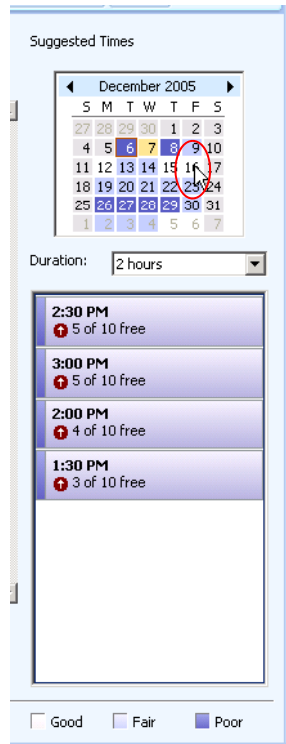 Suggested Times
December 2005
S M T W T F S
27 28 29 30 1 2 3
4 5 6 7 8 9 10
11 12 13 14 15 16 17
18 19 20 21 22 23 24
25 26 27 28 29 30 31
1 2 3 4 5 6 7
Duration: 2 hours
2:30 PM
5 of 10 free
3:00 PM
5 of 10 free
2:00 PM
4 of 10 free
1:30 PM
3 of 10 free
Good Fair Poor